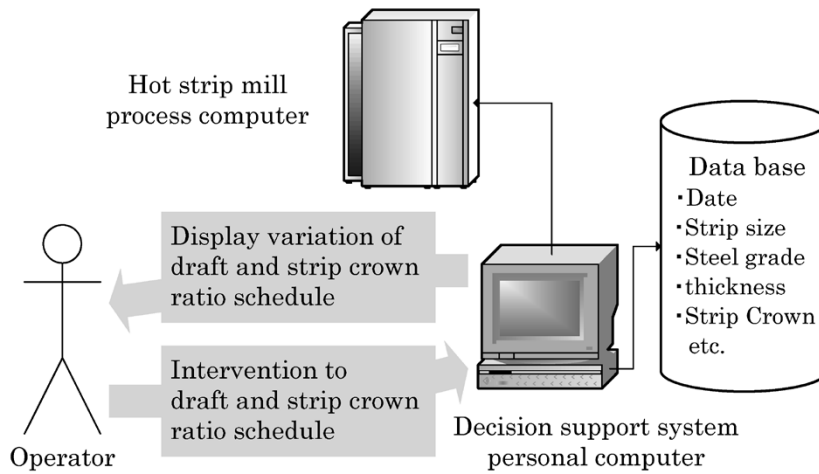 Hot strip mill
process computer
Data base
・Date
・Strip size
・Steel grade
・thickness
・Strip Crown
etc.
Display variation of
draft and strip crown
ratio schedule
Intervention to
draft and strip crown
ratio schedule
Operator
Decision support system
personal computer